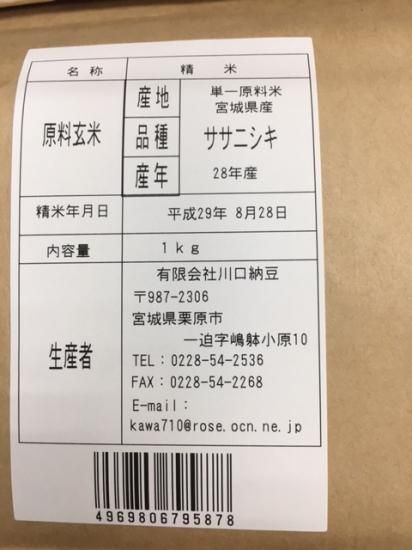 名称 精米
原料玄米 産地 単一原料米
宮城県産
品種 ササニシキ
産年 28年産
精米年月日 平成29年 8月28日
内容量 1kg
生産者 有限会社川口納豆
〒987-2306
宮城県栗原市
一迫字嶋躰小原10
TEL：0228-54-2536
FAX：0228-54-2268
E-mail：
kawa710@rose.ocn.ne.jp
4969806795878